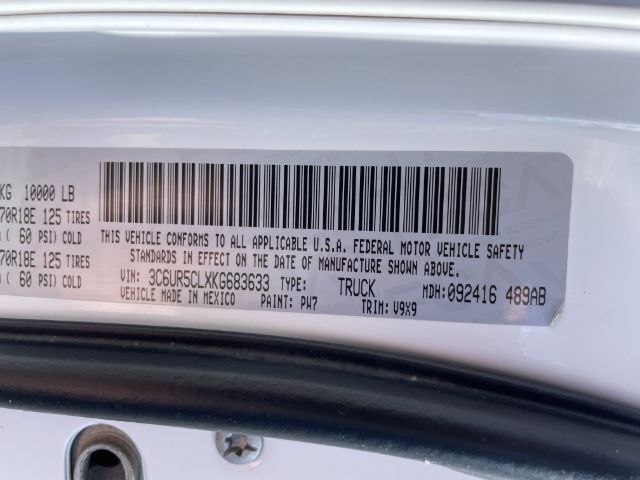 KG 10000 LB
70R18E 125 TIRES
( 60 PSI) COLD
70R18E 125 TIRES
( 60 PSI) COLD
THIS VEHICLE CONFORMS TO ALL APPLICABLE U.S.A. FEDERAL MOTOR VEHICLE SAFETY
STANDARDS IN EFFECT ON THE DATE OF MANUFACTURE SHOWN ABOVE.
VIN: 3C6UR5CLXKG683633 TYPE: TRUCK MDH:092416 489AB
VEHICLE MADE IN MEXICO PAINT: PW7 TRIM: V9X9